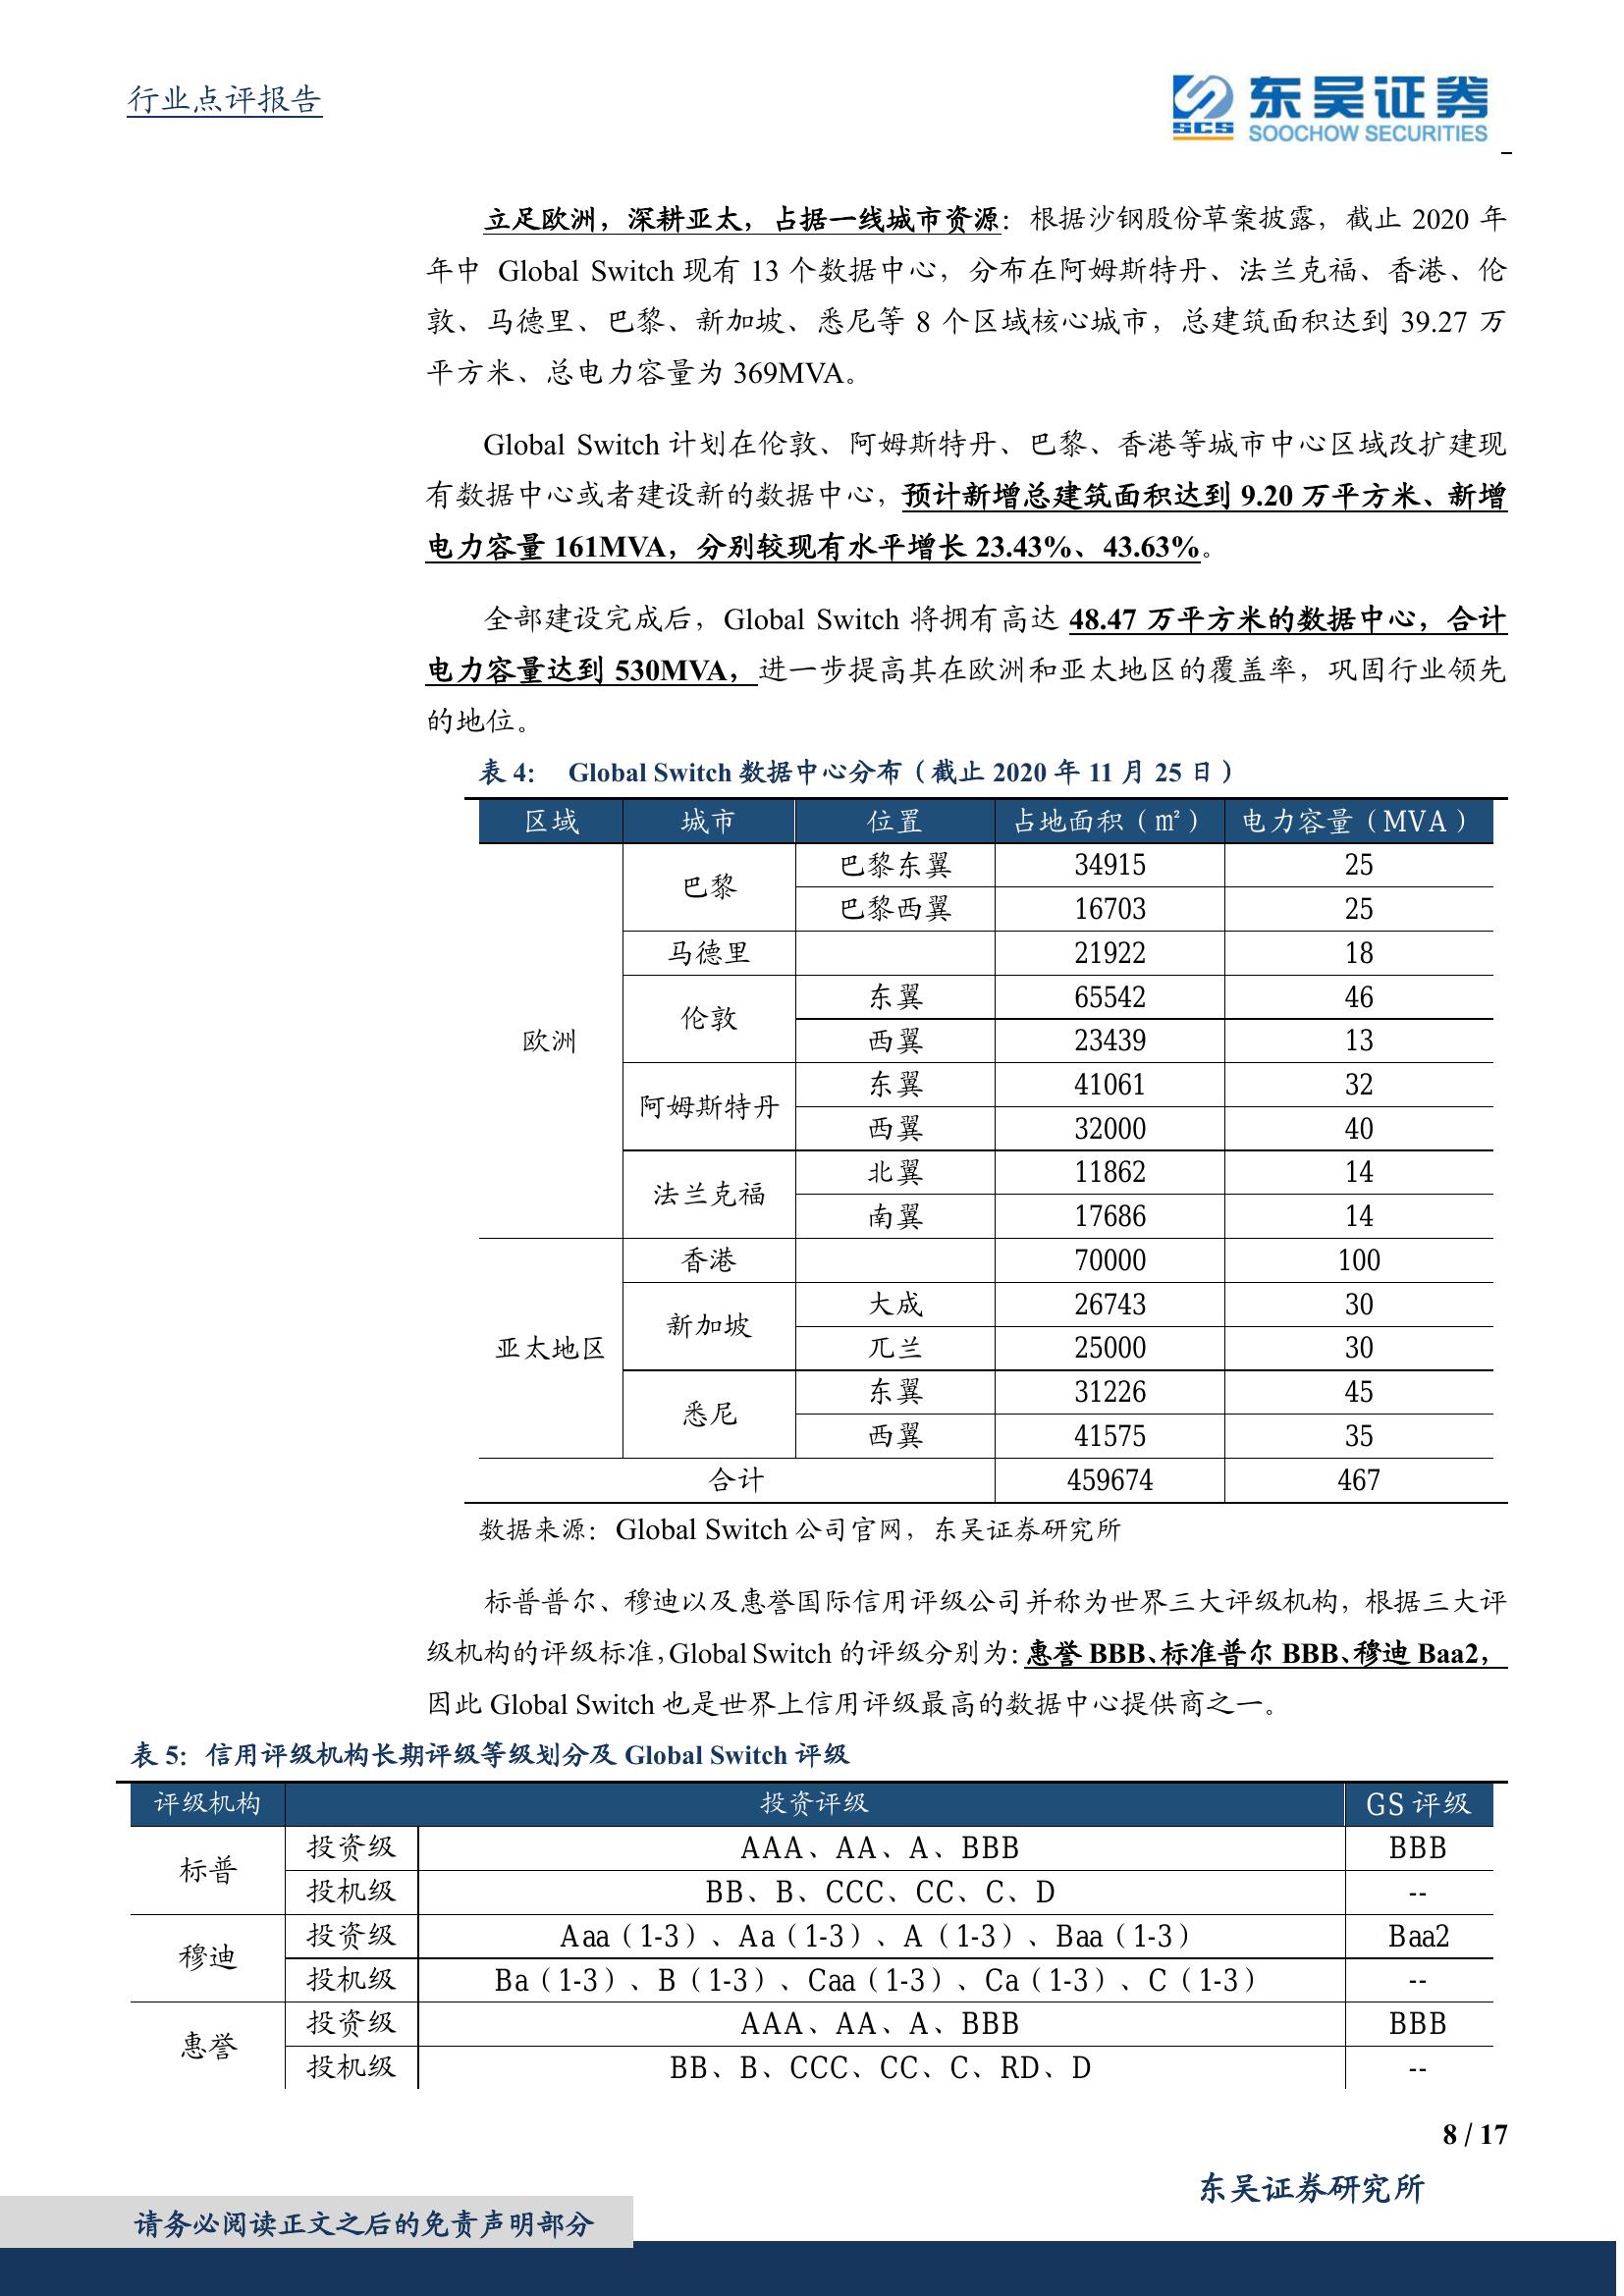 行业点评报告
SCS
东吴证券
SOOCHOW SECURITIES
立足欧洲，深耕亚太，占据一线城市资源：根据沙钢股份草案披露，截止 2020 年
年中 Global Switch 现有 13 个数据中心，分布在阿姆斯特丹、法兰克福、香港、伦
敦、马德里、巴黎、新加坡、悉尼等 8 个区域核心城市，总建筑面积达到 39.27 万
平方米、总电力容量为 369MVA。
Global Switch 计划在伦敦、阿姆斯特丹、巴黎、香港等城市中心区域改扩建现
有数据中心或者建设新的数据中心，预计新增总建筑面积达到 9.20 万平方米、新增
电力容量 161MVA，分别较现有水平增长 23.43%、43.63%。
全部建设完成后，Global Switch 将拥有高达 48.47 万平方米的数据中心，合计
电力容量达到 530MVA，进一步提高其在欧洲和亚太地区的覆盖率，巩固行业领先
的地位。
表 4： Global Switch 数据中心分布（截止 2020 年 11 月 25 日）
区域 城市 位置 占地面积（㎡） 电力容量（MVA）
欧洲 巴黎 巴黎东翼 34915 25
巴黎西翼 16703 25
马德里 21922 18
伦敦 东翼 65542 46
西翼 23439 13
阿姆斯特丹 东翼 41061 32
西翼 32000 40
法兰克福 北翼 11862 14
南翼 17686 14
亚太地区 香港 70000 100
新加坡 大成 26743 30
兀兰 25000 30
悉尼 东翼 31226 45
西翼 41575 35
合计 459674 467
数据来源：Global Switch 公司官网，东吴证券研究所
标普普尔、穆迪以及惠誉国际信用评级公司并称为世界三大评级机构，根据三大评
级机构的评级标准，Global Switch 的评级分别为：惠誉 BBB、标准普尔 BBB、穆迪 Baa2，
因此 Global Switch 也是世界上信用评级最高的数据中心提供商之一。
表 5：信用评级机构长期评级等级划分及 Global Switch 评级
评级机构 投资评级 GS 评级
标普 投资级 AAA、AA、A、BBB BBB
投机级 BB、B、CCC、CC、C、D --
穆迪 投资级 Aaa（1-3）、Aa（1-3）、A（1-3）、Baa（1-3） Baa2
投机级 Ba（1-3）、B（1-3）、Caa（1-3）、Ca（1-3）、C（1-3） --
惠誉 投资级 AAA、AA、A、BBB BBB
投机级 BB、B、CCC、CC、C、RD、D --
8 / 17
东吴证券研究所
请务必阅读正文之后的免责声明部分